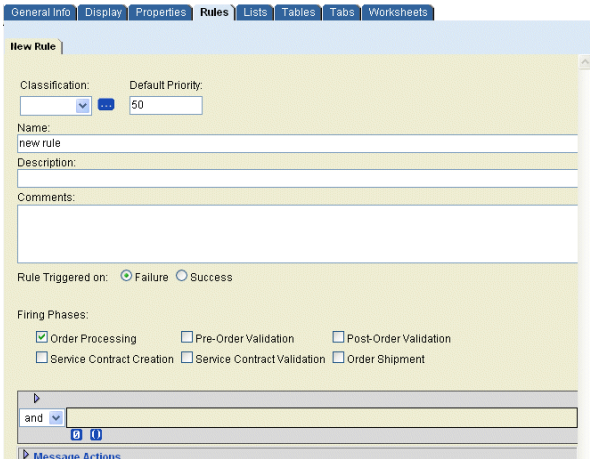 General Info Display Properties Rules Lists Tables Tabs Worksheets
New Rule
Classification: Default Priority:
... 50
Name:
new rule
Description:
Comments:
Rule Triggered on: Failure Success
Firing Phases:
Order Processing Pre-Order Validation Post-Order Validation
Service Contract Creation Service Contract Validation Order Shipment
and
0 ()
Message Actions